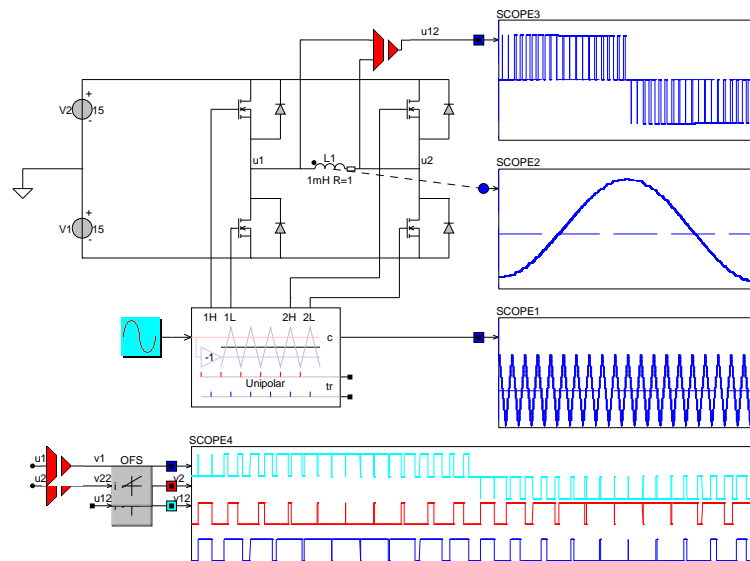 SCOPE3
u12
+
V2 15
-
u1
L1
u2
1mH R=1
SCOPE2
+
V1 15
-
SCOPE1
1H 1L 2H 2L
c
-1
Unipolar
tr
SCOPE4
u1 v1 OFS
u2 v22 i v2
u12 v12